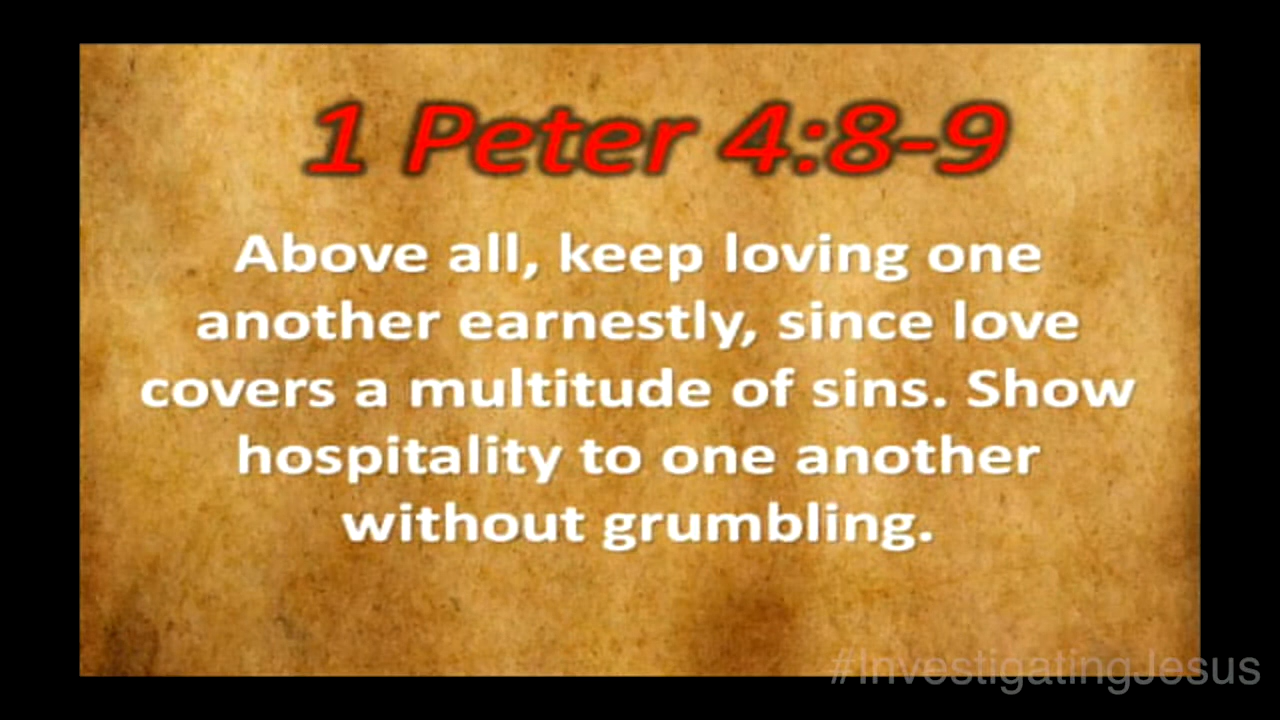 1 Peter 4:8-9
Above all, keep loving one
another earnestly, since love
covers a multitude of sins. Show
hospitality to one another
without grumbling.
#InvestigatingJesus